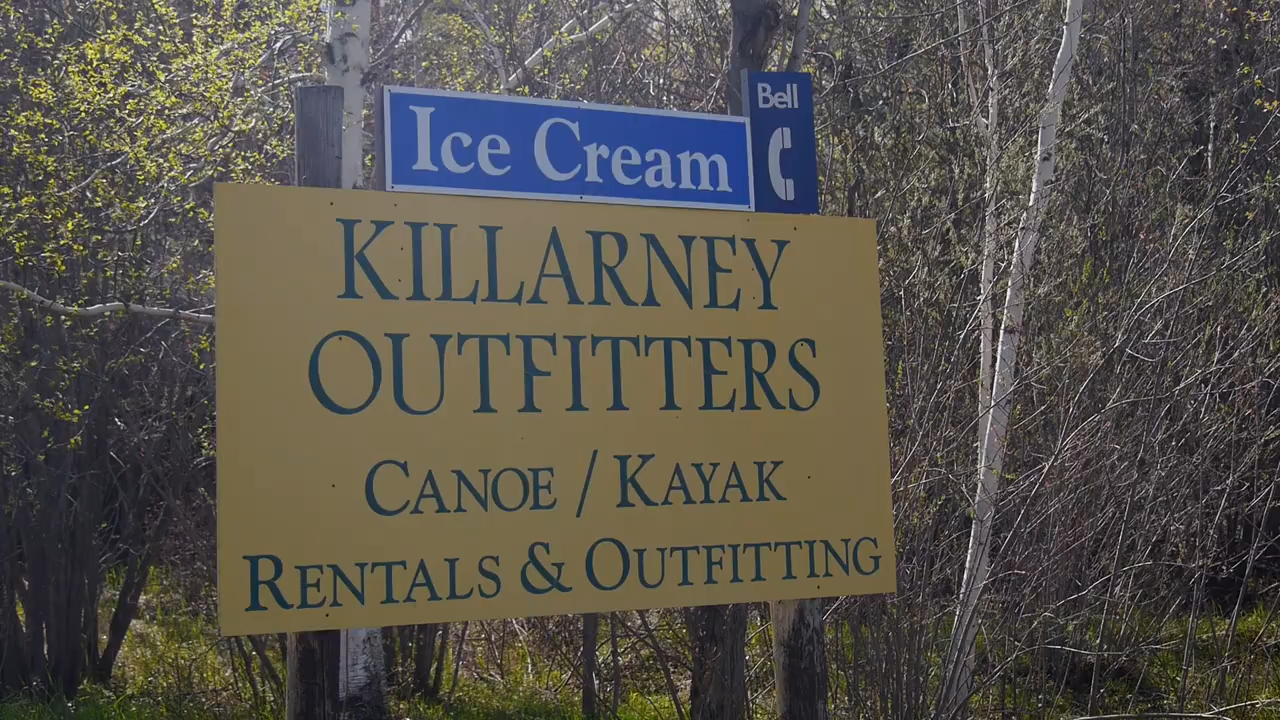 Ice Cream
Bell
KILLARNEY
OUTFITTERS
CANOE / KAYAK
RENTALS & OUTFITTING